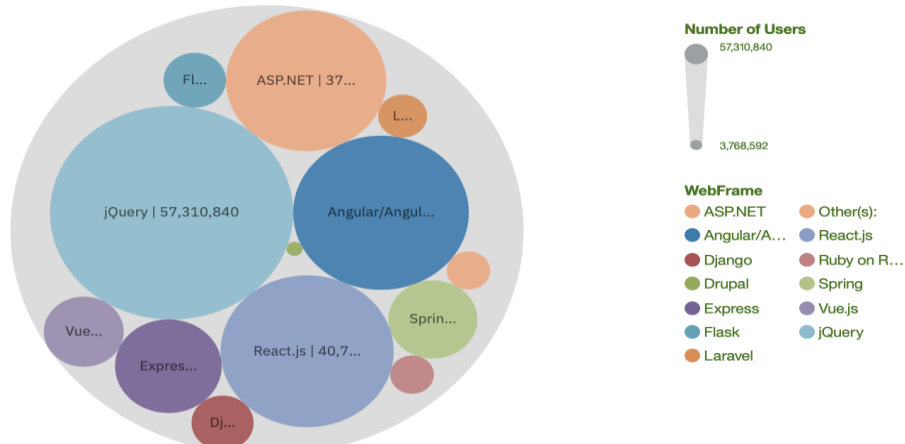 Fl...
ASP.NET | 37...
L...
jQuery | 57,310,840
Angular/Angul...
Vue...
Expres...
React.js | 40,7...
Sprin...
Dj...
Number of Users
57,310,840
3,768,592
WebFrame
ASP.NET
Other(s):
Angular/A...
React.js
Django
Ruby on R...
Drupal
Spring
Express
Vue.js
Flask
jQuery
Laravel